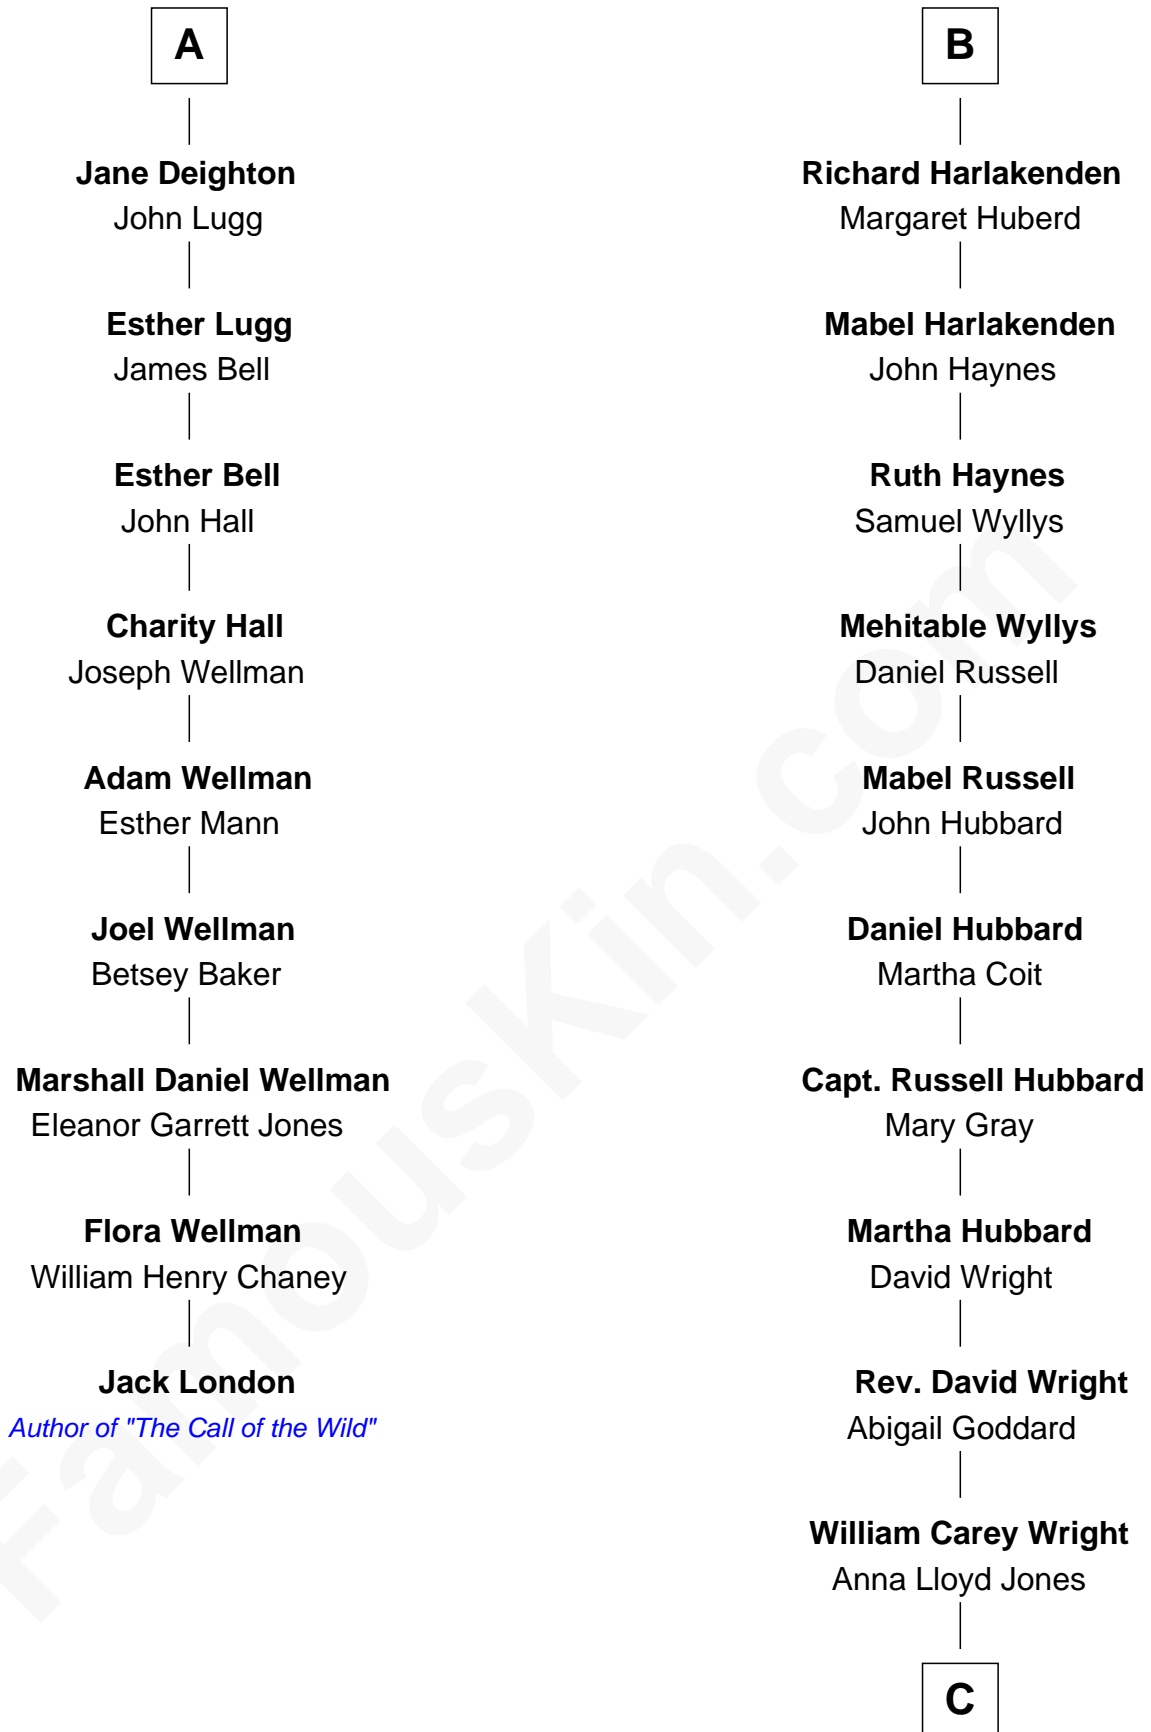 A
Jane Deighton
John Lugg
Esther Lugg
James Bell
Esther Bell
John Hall
Charity Hall
Joseph Wellman
Adam Wellman
Esther Mann
Joel Wellman
Betsey Baker
Marshall Daniel Wellman
Eleanor Garrett Jones
Flora Wellman
William Henry Chaney
Jack London
Author of "The Call of the Wild"
B
Richard Harlakenden
Margaret Huberd
Mabel Harlakenden
John Haynes
Ruth Haynes
Samuel Wyllys
Mehitable Wyllys
Daniel Russell
Mabel Russell
John Hubbard
Daniel Hubbard
Martha Coit
Capt. Russell Hubbard
Mary Gray
Martha Hubbard
David Wright
Rev. David Wright
Abigail Goddard
William Carey Wright
Anna Lloyd Jones
C
FamousKin.com